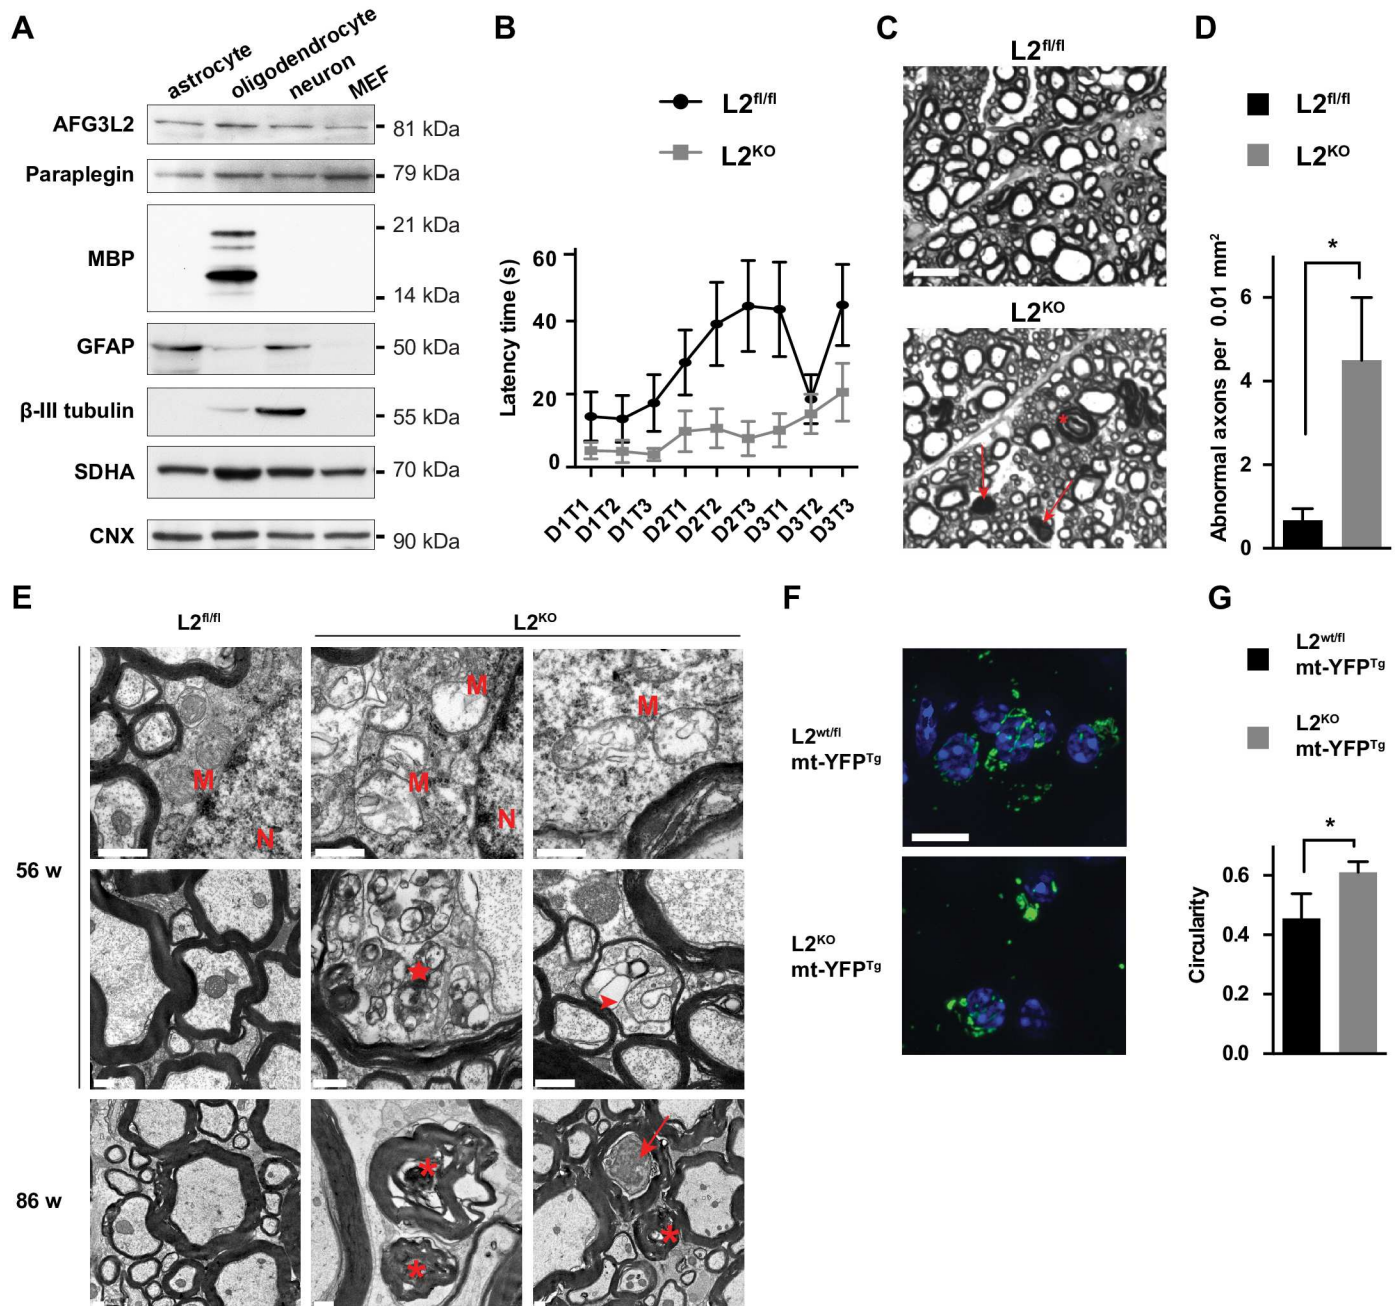 A
astrocyte
oligodendrocyte
neuron
MEF
AFG3L2
81 kDa
Paraplegin
79 kDa
MBP
21 kDa
14 kDa
GFAP
50 kDa
β-III tubulin
55 kDa
SDHA
70 kDa
CNX
90 kDa
B
L2fl/fl
L2KO
Latency time (s)
60
40
20
0
D1T1
D1T2
D1T3
D2T1
D2T2
D2T3
D3T1
D3T2
D3T3
C
L2fl/fl
L2KO
*
D
L2fl/fl
L2KO
Abnormal axons per 0.01 mm²
*
6
4
2
0
E
L2fl/fl
L2KO
56 w
M
N
M
M
N
M
86 w
*
*
*
F
L2wt/fl
mt-YFPTg
L2KO
mt-YFPTg
G
L2wt/fl
mt-YFPTg
L2KO
mt-YFPTg
*
Circularity
0.6
0.4
0.2
0.0